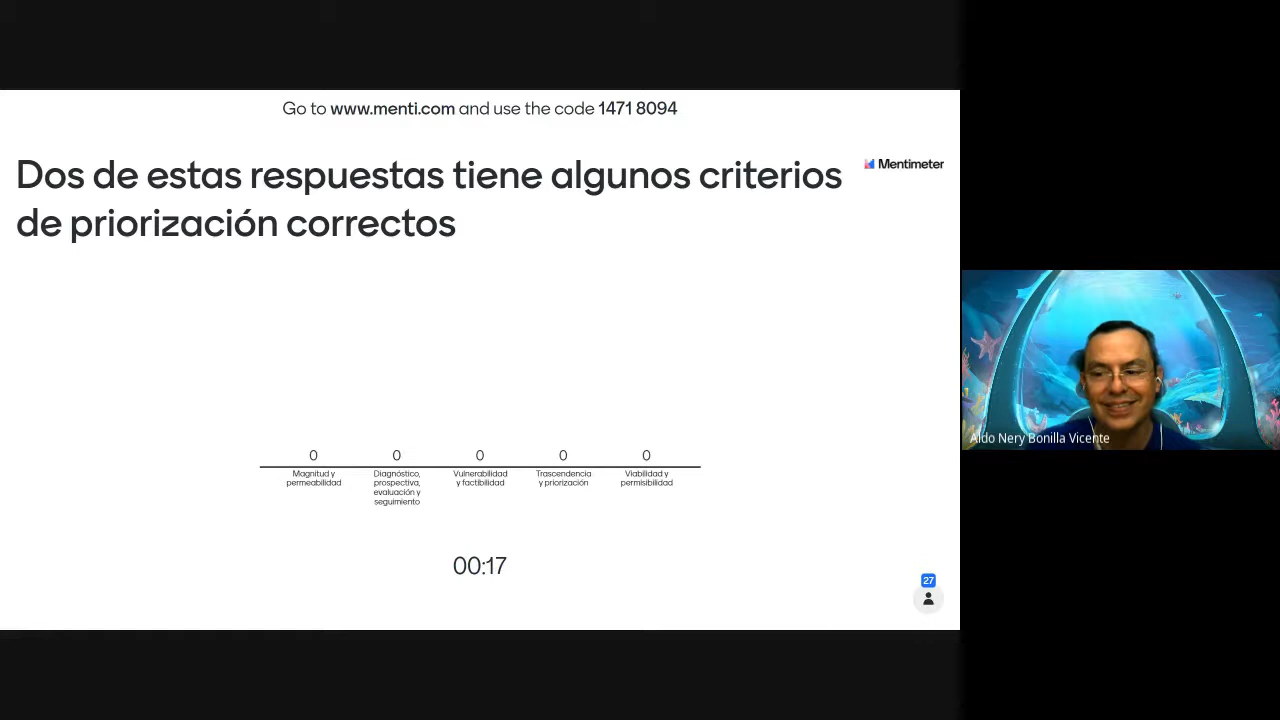 Go to www.menti.com and use the code 1471 8094
Dos de estas respuestas tiene algunos criterios
de priorización correctos
Mentimeter
0 0 0 0 0
Magnitud y
permeabilidad
Diagnóstico,
prospectiva,
evaluación y
seguimiento
Vulnerabilidad
y factibilidad
Trascendencia
y priorización
Viabilidad y
permisibilidad
00:17
27
Aldo Nery Bonilla Vicente